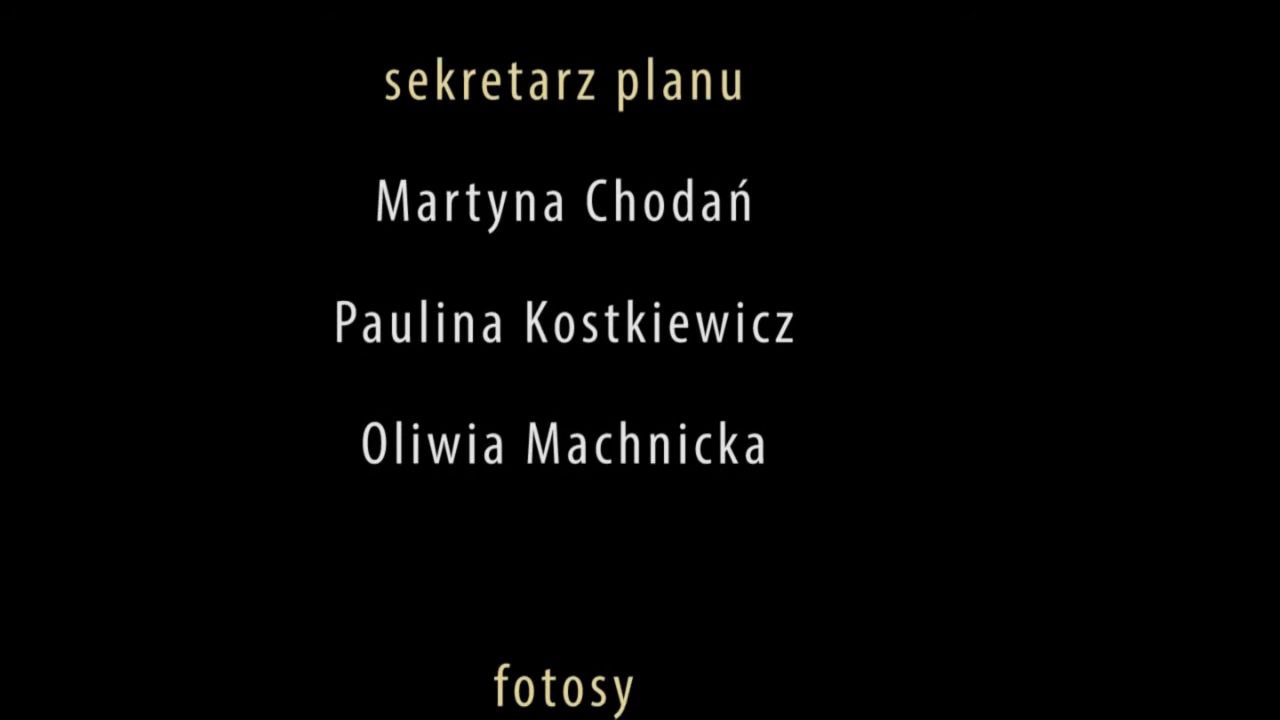 sekretarz planu
Martyna Chodań
Paulina Kostkiewicz
Oliwia Machnicka
fotosy